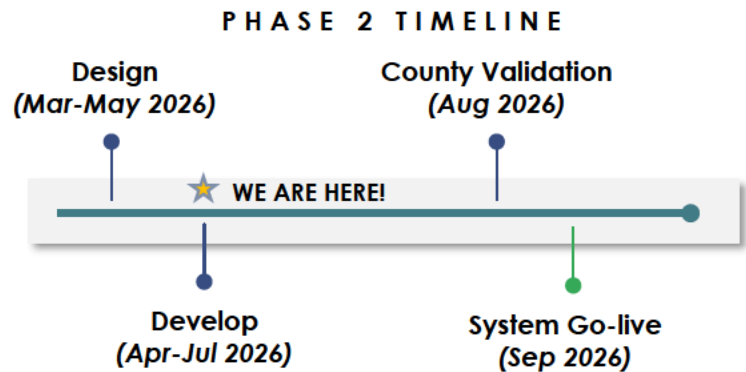 PHASE 2 TIMELINE
Design
(Mar-May 2026)
County Validation
(Aug 2026)
WE ARE HERE!
Develop
(Apr-Jul 2026)
System Go-live
(Sep 2026)